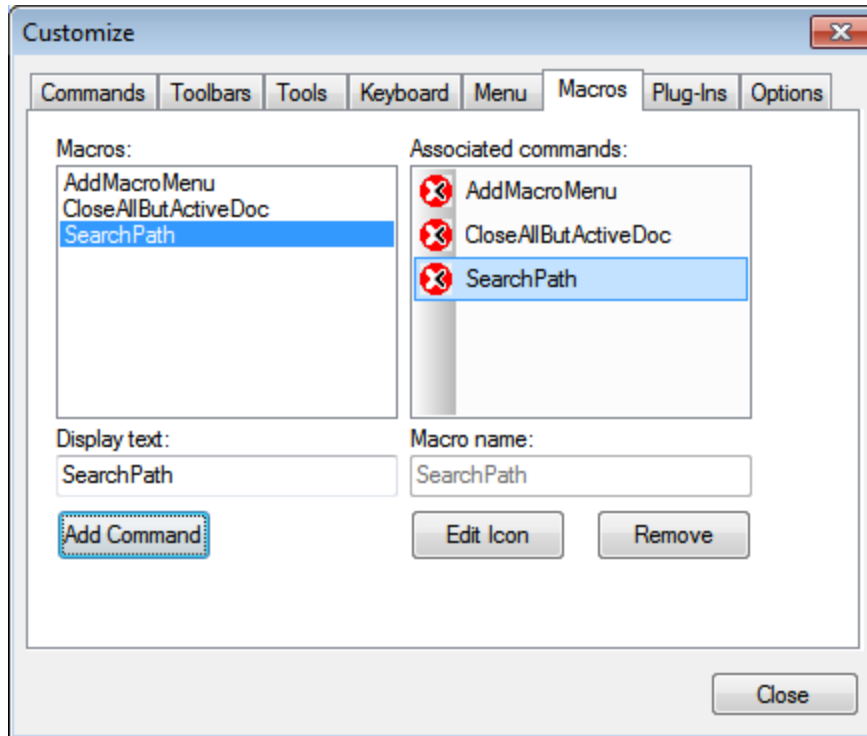 Customize
Commands Toolbars Tools Keyboard Menu Macros Plug-Ins Options
Macros: Associated commands:
AddMacroMenu
CloseAllButActiveDoc
SearchPath
AddMacroMenu
CloseAllButActiveDoc
SearchPath
Display text: Macro name:
SearchPath SearchPath
Add Command Edit Icon Remove
Close